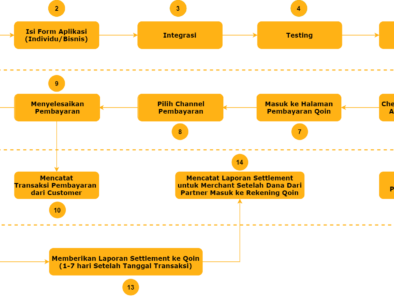 2
3
4
Isi Form Aplikasi
(Individu/Bisnis)
Integrasi
Testing
9
Menyelesaikan
Pembayaran
Pilih Channel
Pembayaran
Masuk ke Halaman
Pembayaran Qoin
Che
A
8
7
14
Mencatat
Transaksi Pembayaran
dari Customer
Mencatat Laporan Settlement
untuk Merchant Setelah Dana Dari
Partner Masuk ke Rekening Qoin
P
10
Memberikan Laporan Settlement ke Qoin
(1-7 hari Setelah Tanggal Transaksi)
13